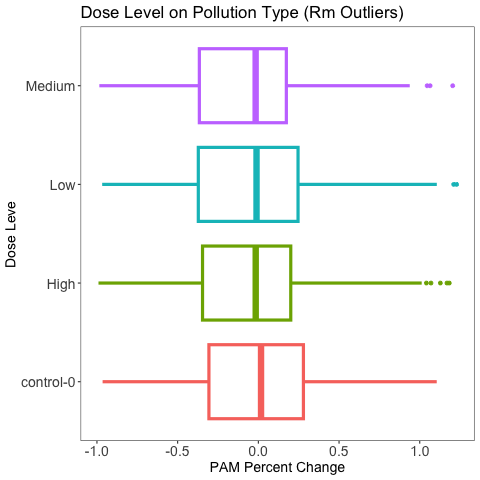 Dose Level on Pollution Type (Rm Outliers)
Medium
Low
High
control-0
Dose Leve
-1.0 -0.5 0.0 0.5 1.0
PAM Percent Change